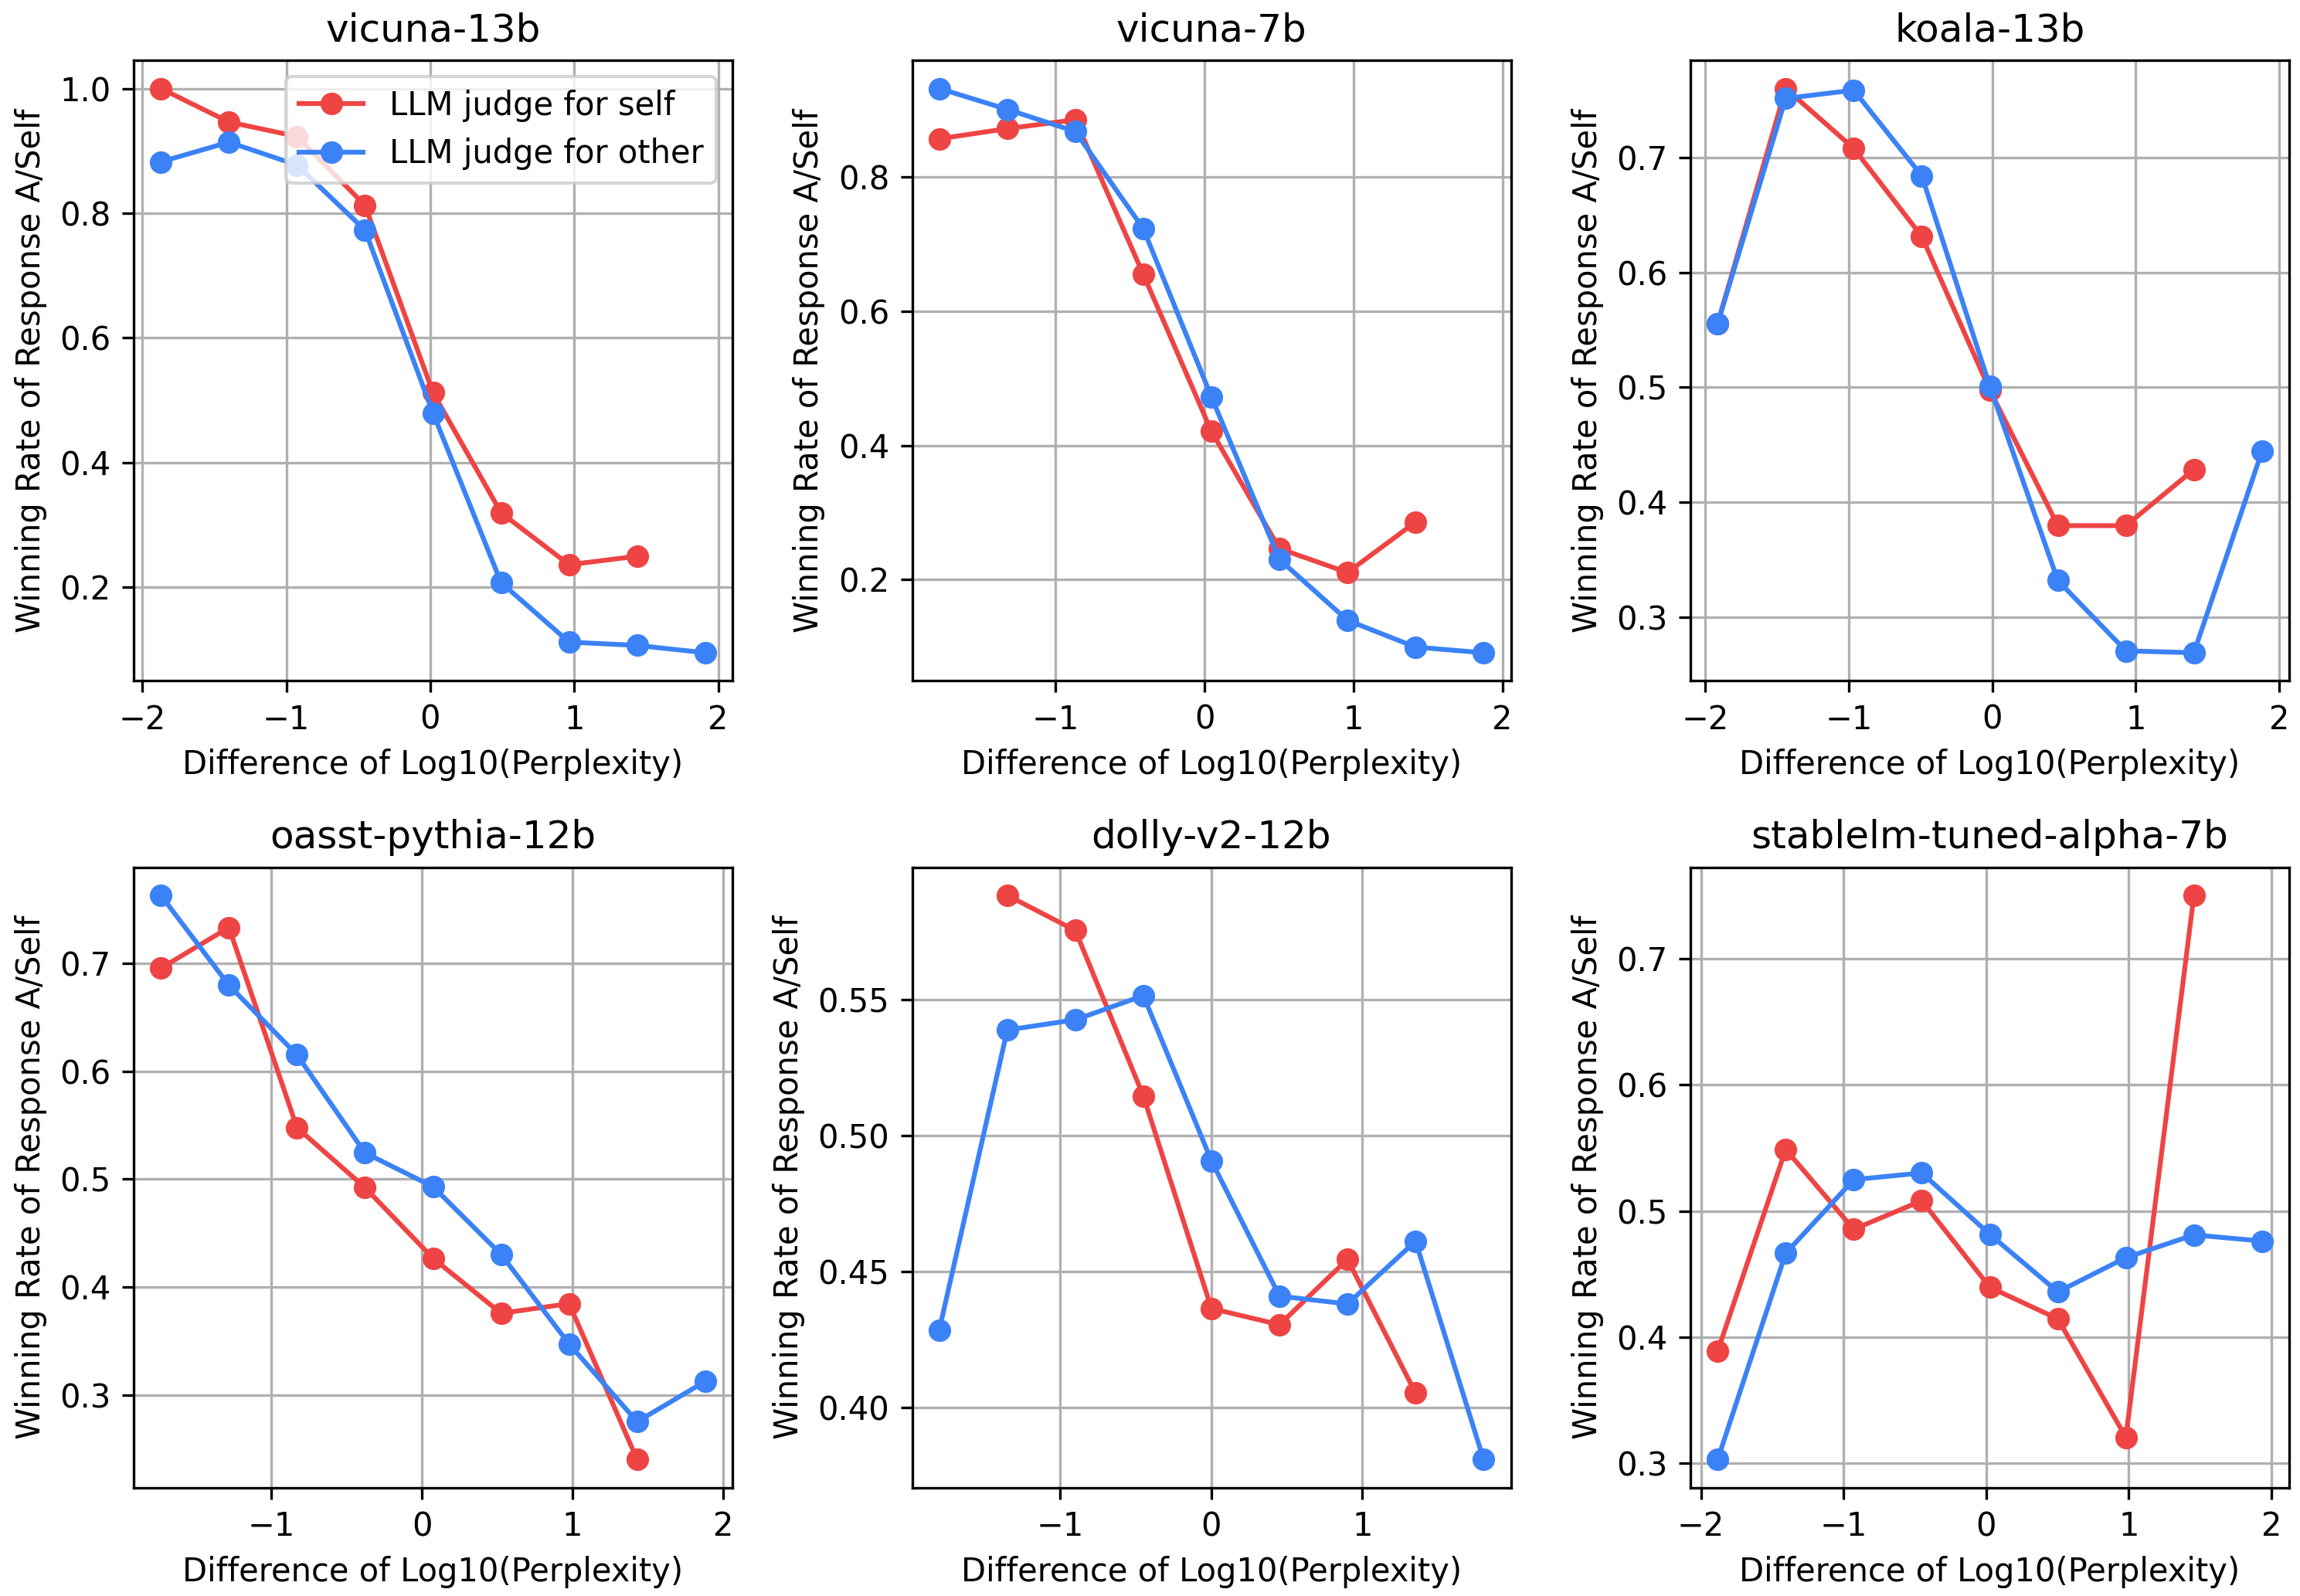 vicuna-13b
Winning Rate of Response A/Self
1.0
0.8
0.6
0.4
0.2
LLM judge for self
LLM judge for other
−2
−1
0
1
2
Difference of Log10(Perplexity)
vicuna-7b
Winning Rate of Response A/Self
0.8
0.6
0.4
0.2
−1
0
1
2
Difference of Log10(Perplexity)
koala-13b
Winning Rate of Response A/Self
0.7
0.6
0.5
0.4
0.3
−2
−1
0
1
2
Difference of Log10(Perplexity)
oasst-pythia-12b
Winning Rate of Response A/Self
0.7
0.6
0.5
0.4
0.3
−1
0
1
2
Difference of Log10(Perplexity)
dolly-v2-12b
Winning Rate of Response A/Self
0.55
0.50
0.45
0.40
−1
0
1
Difference of Log10(Perplexity)
stablelm-tuned-alpha-7b
Winning Rate of Response A/Self
0.7
0.6
0.5
0.4
0.3
−2
−1
0
1
2
Difference of Log10(Perplexity)